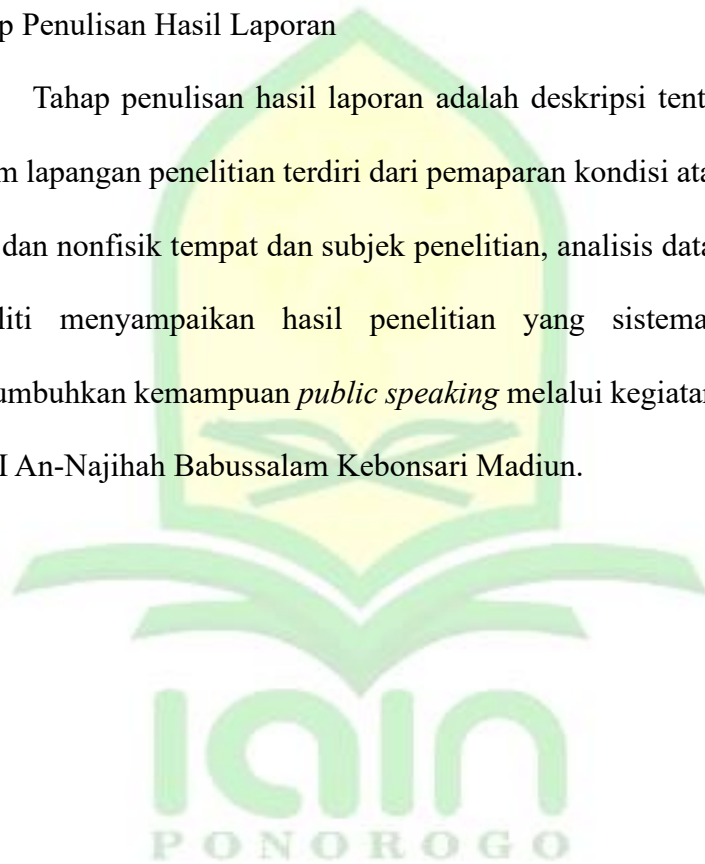 p Penulisan Hasil Laporan
Tahap penulisan hasil laporan adalah deskripsi tent
m lapangan penelitian terdiri dari pemaparan kondisi ata
dan nonfisik tempat dan subjek penelitian, analisis data
liti menyampaikan hasil penelitian yang sistema
umbuhkan kemampuan public speaking melalui kegiatan
I An-Najihah Babussalam Kebonsari Madiun.
iain
PONOROGO